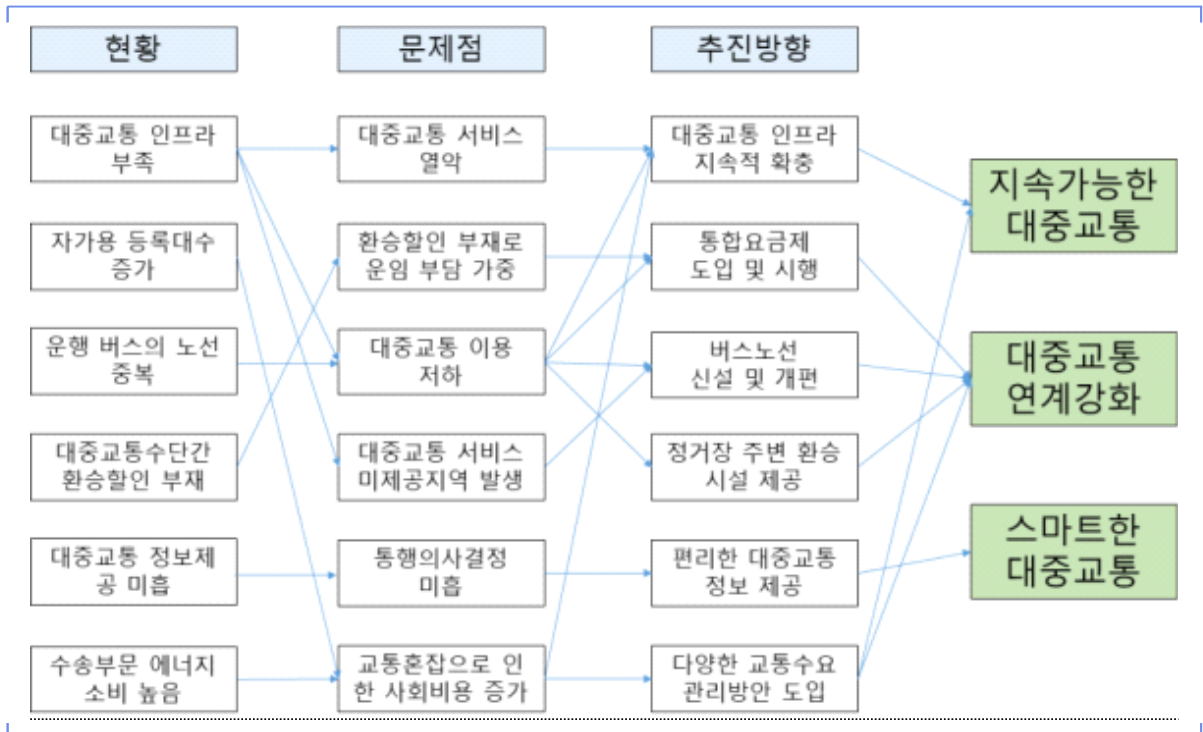 현황
문제점
추진방향
대중교통 인프라
부족
대중교통 서비스
열악
대중교통 인프라
지속적 확충
지속가능한
대중교통
자가용 등록대수
증가
환승할인 부재로
운임 부담 가중
통합요금제
도입 및 시행
운행 버스의 노선
중복
대중교통 이용
저하
버스노선
신설 및 개편
대중교통
연계강화
대중교통수단간
환승할인 부재
대중교통 서비스
미제공지역 발생
정거장 주변 환승
시설 제공
스마트한
대중교통
대중교통 정보제
공 미흡
통행의사결정
미흡
편리한 대중교통
정보 제공
수송부문 에너지
소비 높음
교통혼잡으로 인
한 사회비용 증가
다양한 교통수요
관리방안 도입